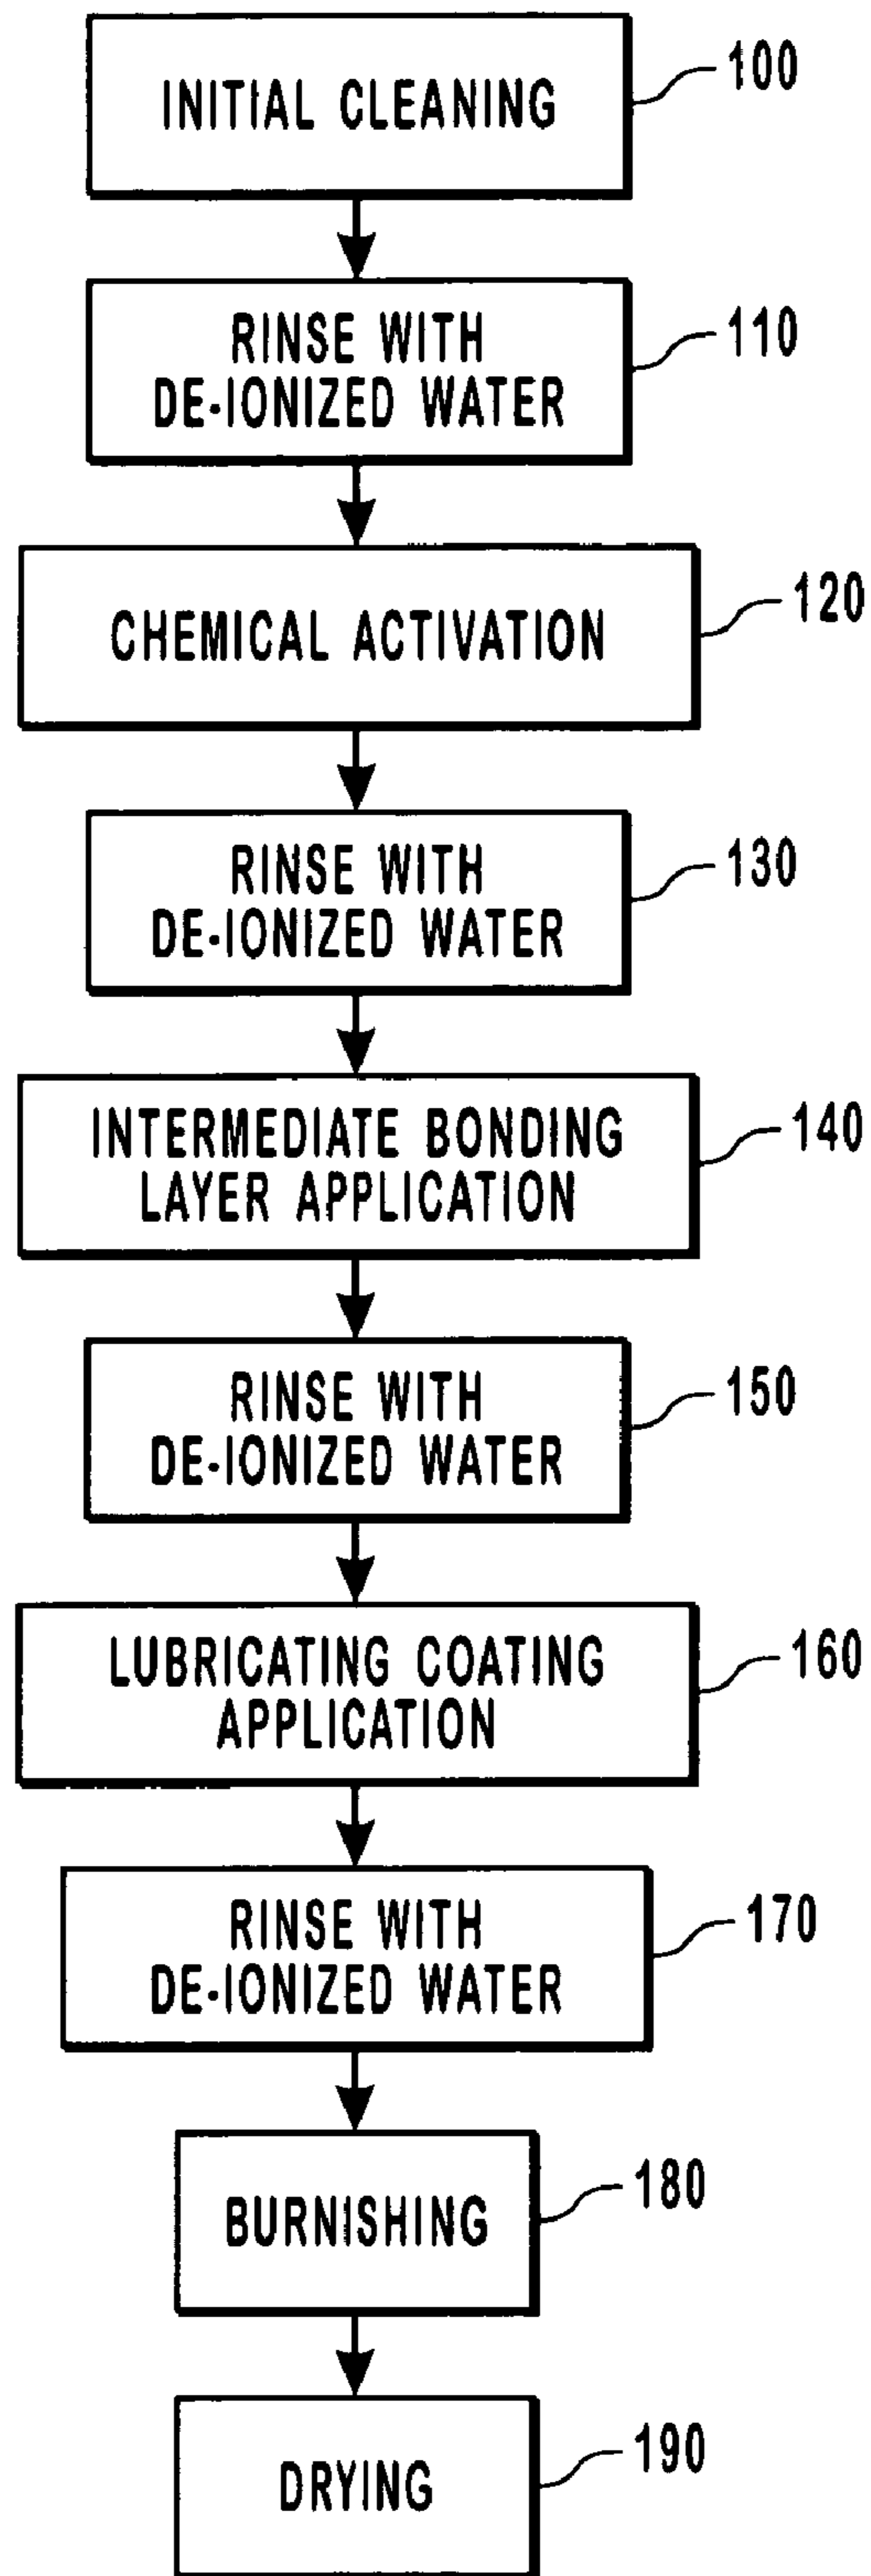 INITIAL CLEANING
100
RINSE WITH
DE-IONIZED WATER
110
CHEMICAL ACTIVATION
120
RINSE WITH
DE-IONIZED WATER
130
INTERMEDIATE BONDING
LAYER APPLICATION
140
RINSE WITH
DE-IONIZED WATER
150
LUBRICATING COATING
APPLICATION
160
RINSE WITH
DE-IONIZED WATER
170
BURNISHING
180
DRYING
190